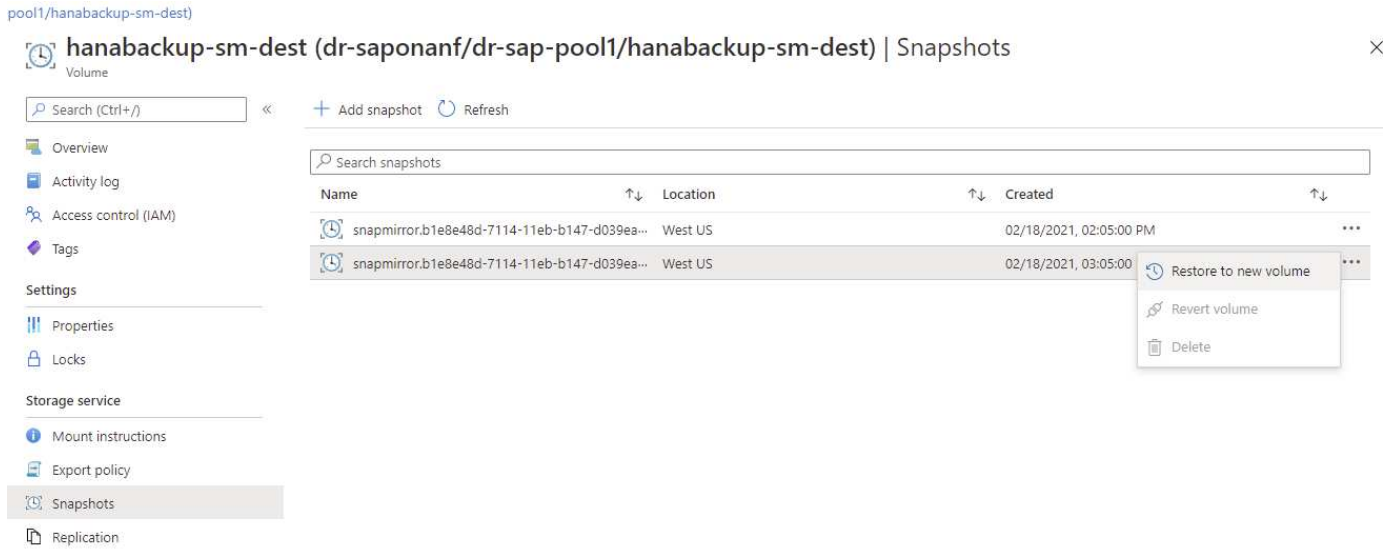 pool1/hanabackup-sm-dest)
hanabackup-sm-dest (dr-saponanf/dr-sap-pool1/hanabackup-sm-dest) | Snapshots
Volume
Search (Ctrl+/)
«
Add snapshot
Refresh
Overview
Activity log
Access control (IAM)
Tags
Settings
Properties
Locks
Storage service
Mount instructions
Export policy
Snapshots
Replication
Search snapshots
Name ↑↓ Location ↑↓ Created ↑↓
snapmirror.b1e8e48d-7114-11eb-b147-d039ea··· West US 02/18/2021, 02:05:00 PM ···
snapmirror.b1e8e48d-7114-11eb-b147-d039ea··· West US 02/18/2021, 03:05:00 ···
Restore to new volume
Revert volume
Delete